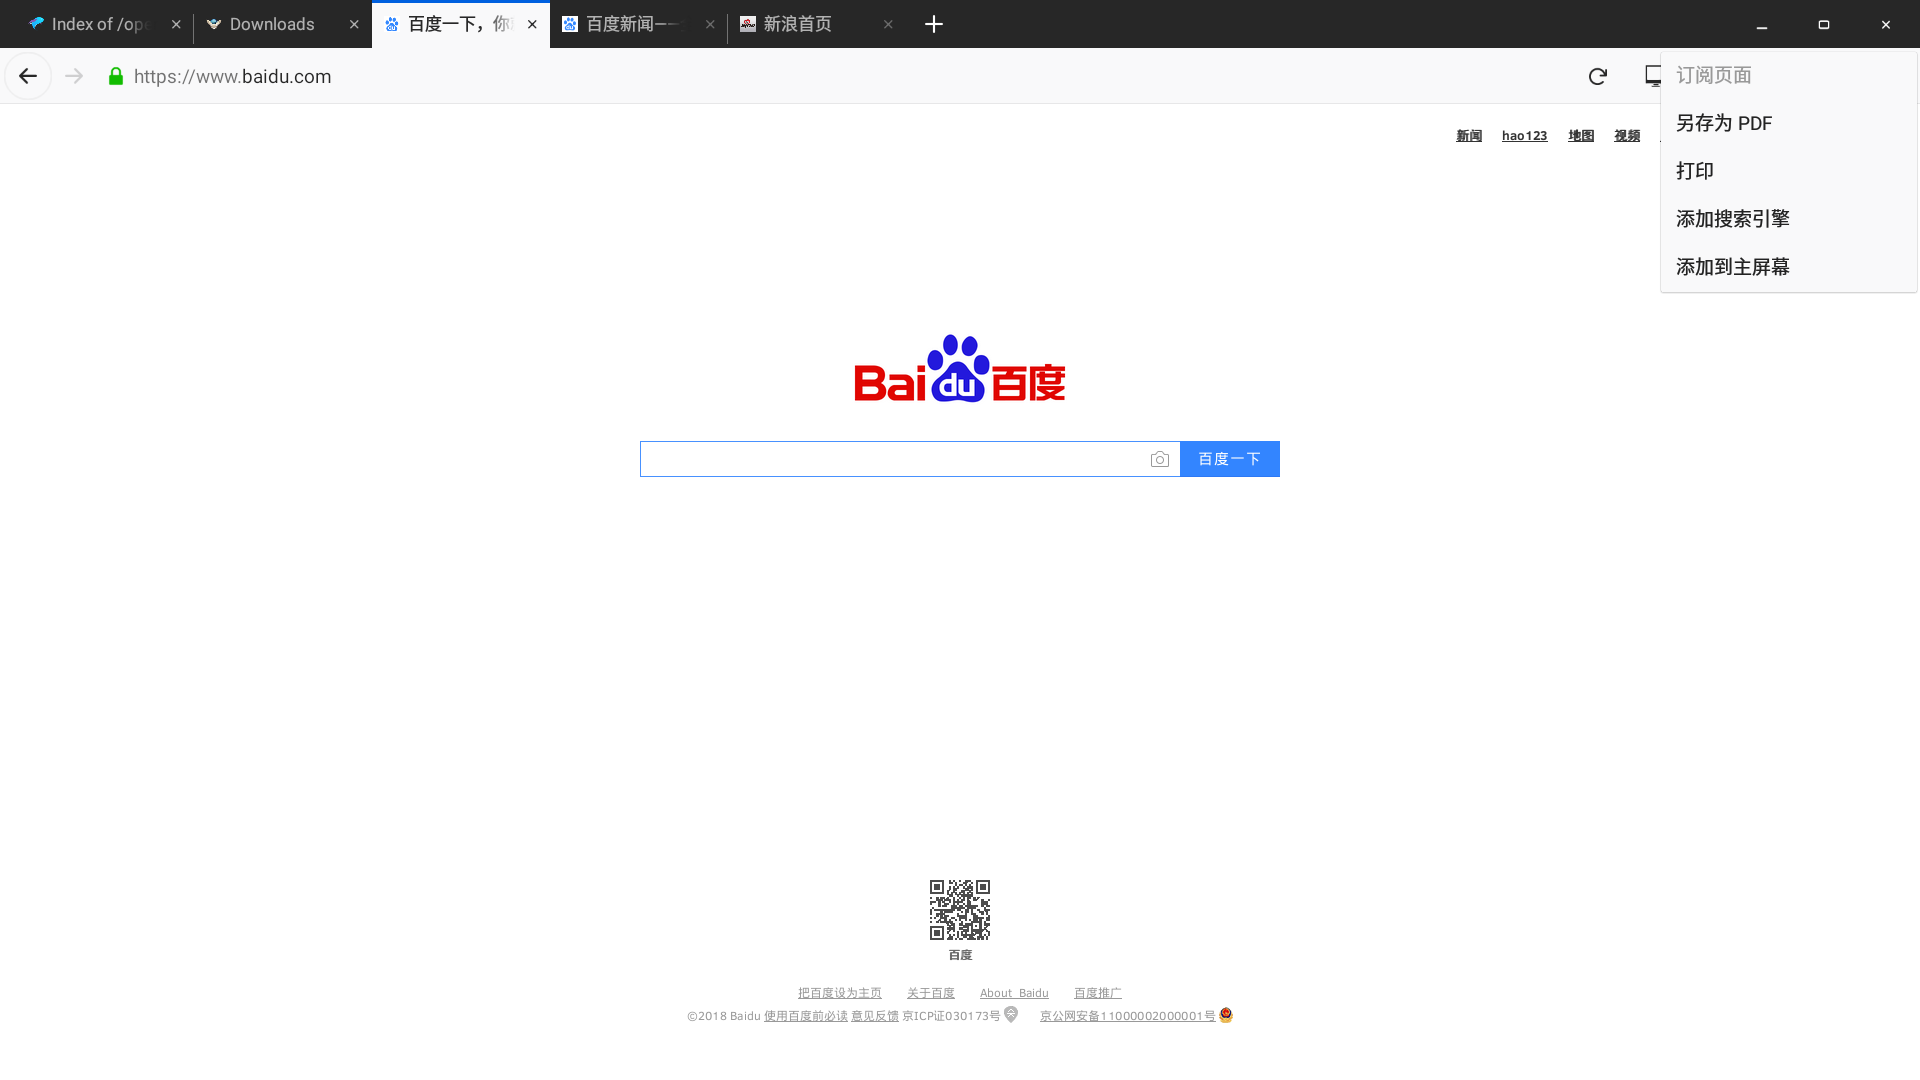 Index of /ope
Downloads
百度一下，你
百度新闻——
新浪首页
https://www.baidu.com
订阅页面
另存为 PDF
打印
添加搜索引擎
添加到主屏幕
新闻 hao123 地图 视频
Bai du 百度
百度一下
百度
把百度设为主页 关于百度 About Baidu 百度推广
©2018 Baidu 使用百度前必读 意见反馈 京ICP证030173号 京公网安备11000002000001号